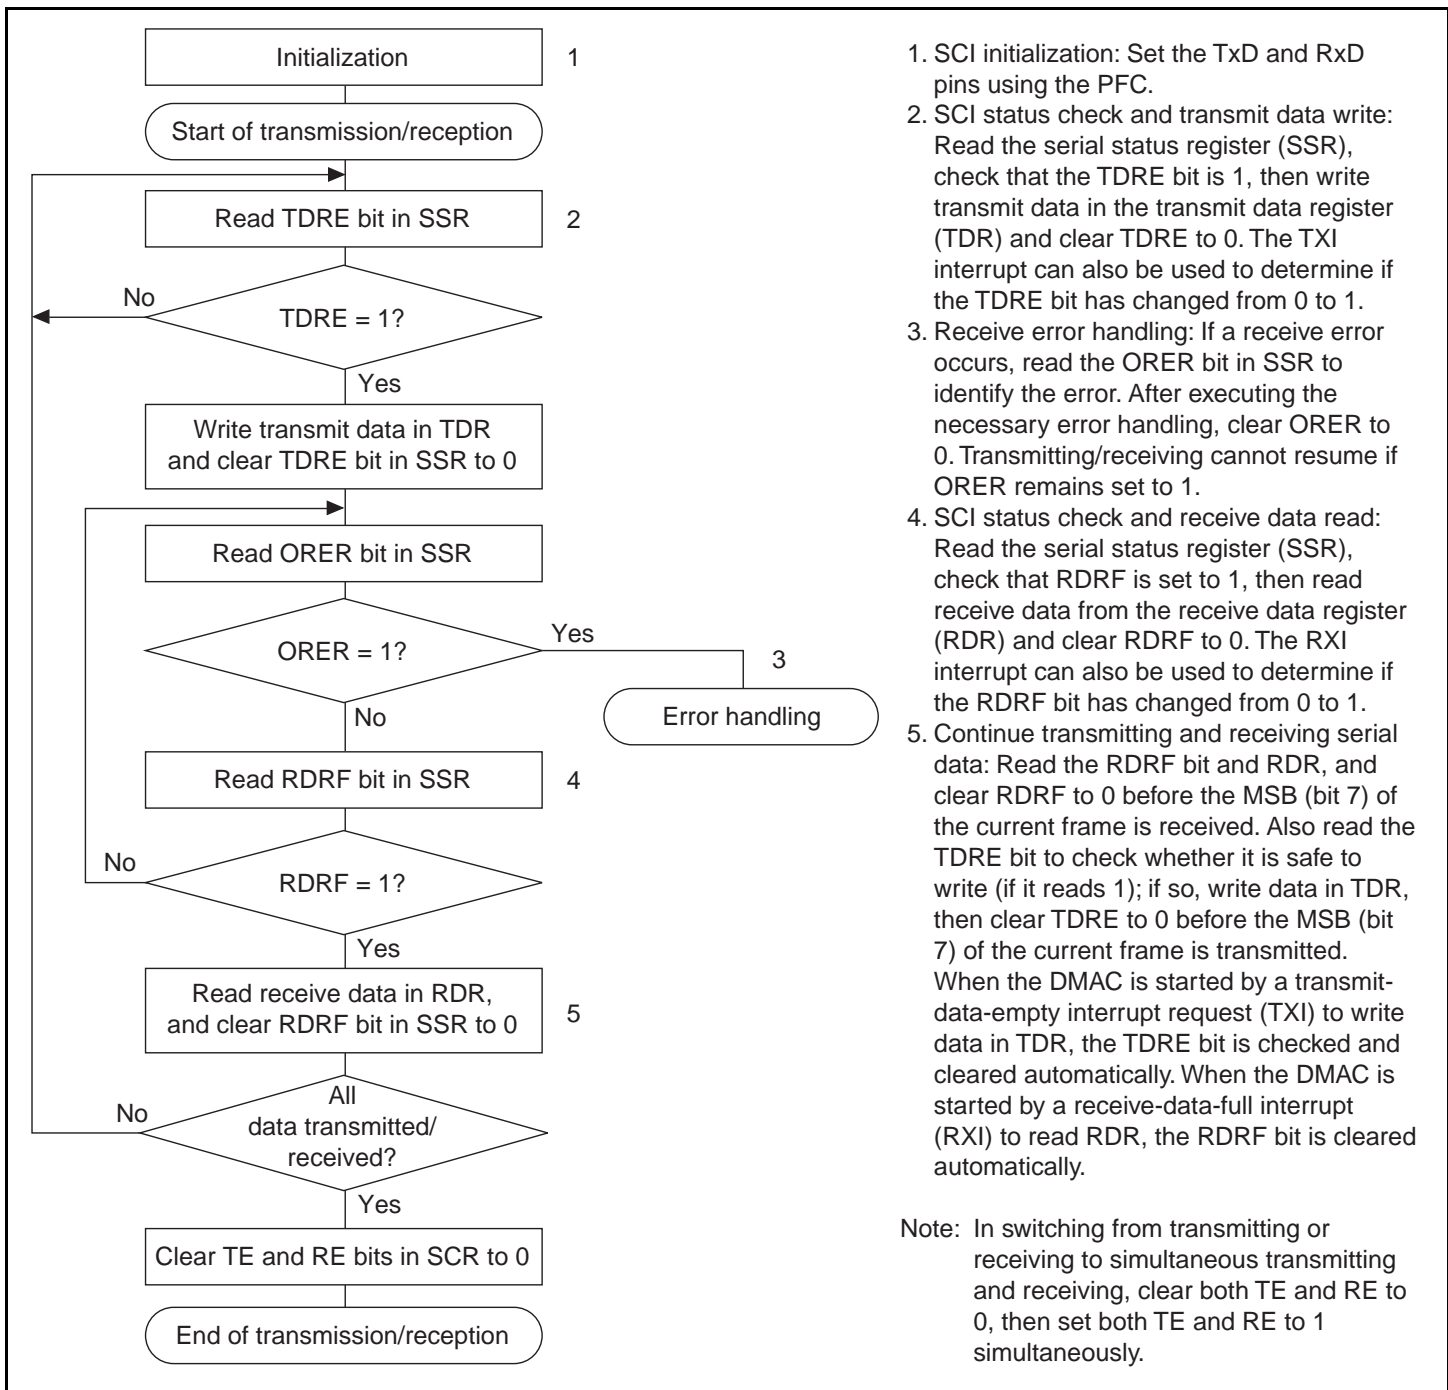 Initialization
1
Start of transmission/reception
Read TDRE bit in SSR
2
No
TDRE = 1?
Yes
Write transmit data in TDR
and clear TDRE bit in SSR to 0
Read ORER bit in SSR
ORER = 1?
Yes
3
Error handling
No
Read RDRF bit in SSR
4
No
RDRF = 1?
Yes
Read receive data in RDR,
and clear RDRF bit in SSR to 0
5
No
All
data transmitted/
received?
Yes
Clear TE and RE bits in SCR to 0
End of transmission/reception
1. SCI initialization: Set the TxD and RxD
pins using the PFC.
2. SCI status check and transmit data write:
Read the serial status register (SSR),
check that the TDRE bit is 1, then write
transmit data in the transmit data register
(TDR) and clear TDRE to 0. The TXI
interrupt can also be used to determine if
the TDRE bit has changed from 0 to 1.
3. Receive error handling: If a receive error
occurs, read the ORER bit in SSR to
identify the error. After executing the
necessary error handling, clear ORER to
0. Transmitting/receiving cannot resume if
ORER remains set to 1.
4. SCI status check and receive data read:
Read the serial status register (SSR),
check that RDRF is set to 1, then read
receive data from the receive data register
(RDR) and clear RDRF to 0. The RXI
interrupt can also be used to determine if
the RDRF bit has changed from 0 to 1.
5. Continue transmitting and receiving serial
data: Read the RDRF bit and RDR, and
clear RDRF to 0 before the MSB (bit 7) of
the current frame is received. Also read the
TDRE bit to check whether it is safe to
write (if it reads 1); if so, write data in TDR,
then clear TDRE to 0 before the MSB (bit
7) of the current frame is transmitted.
When the DMAC is started by a transmit-
data-empty interrupt request (TXI) to write
data in TDR, the TDRE bit is checked and
cleared automatically. When the DMAC is
started by a receive-data-full interrupt
(RXI) to read RDR, the RDRF bit is cleared
automatically.
Note: In switching from transmitting or
receiving to simultaneous transmitting
and receiving, clear both TE and RE to
0, then set both TE and RE to 1
simultaneously.